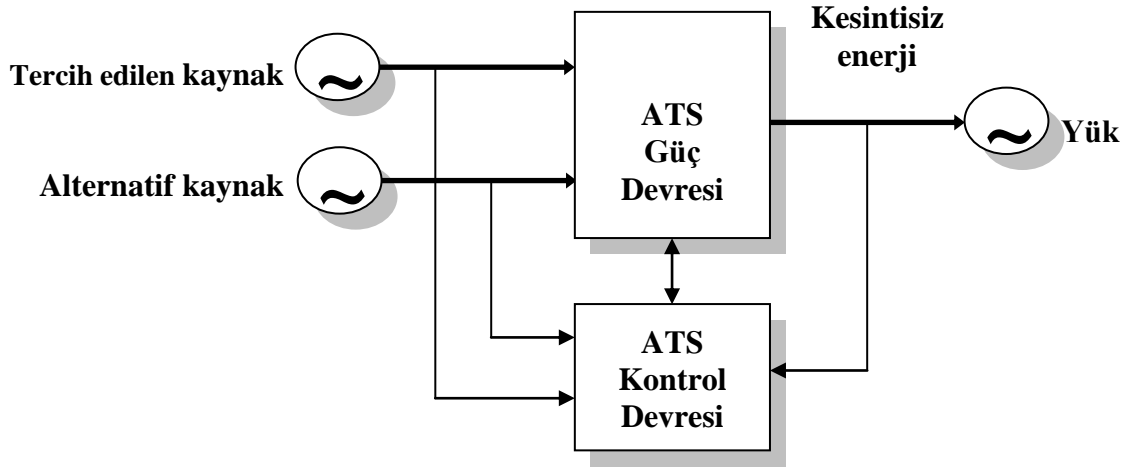 Tercih edilen kaynak
Alternatif kaynak
ATS
Güç
Devresi
Kesintisiz
enerji
Yük
ATS
Kontrol
Devresi